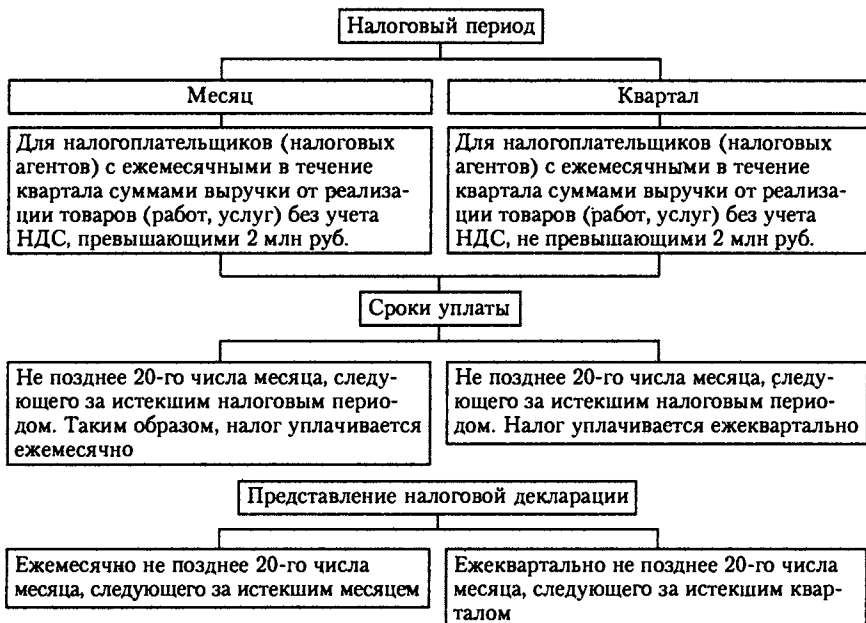 Налоговый период
Месяц
Квартал
Для налогоплательщиков (налоговых
агентов) с ежемесячными в течение
квартала суммами выручки от реализа-
ции товаров (работ, услуг) без учета
НДС, превышающими 2 млн руб.
Для налогоплательщиков (налоговых
агентов) с ежемесячными в течение
квартала суммами выручки от реализа-
ции товаров (работ, услуг) без учета
НДС, не превышающими 2 млн руб.
Сроки уплаты
Не позднее 20-го числа месяца, следу-
ющего за истекшим налоговым перио-
дом. Таким образом, налог уплачивается
ежемесячно
Не позднее 20-го числа месяца, следу-
ющего за истекшим налоговым перио-
дом. Налог уплачивается ежеквартально
Представление налоговой декларации
Ежемесячно не позднее 20-го числа
месяца, следующего за истекшим месяцем
Ежеквартально не позднее 20-го числа
месяца, следующего за истекшим квар-
талом